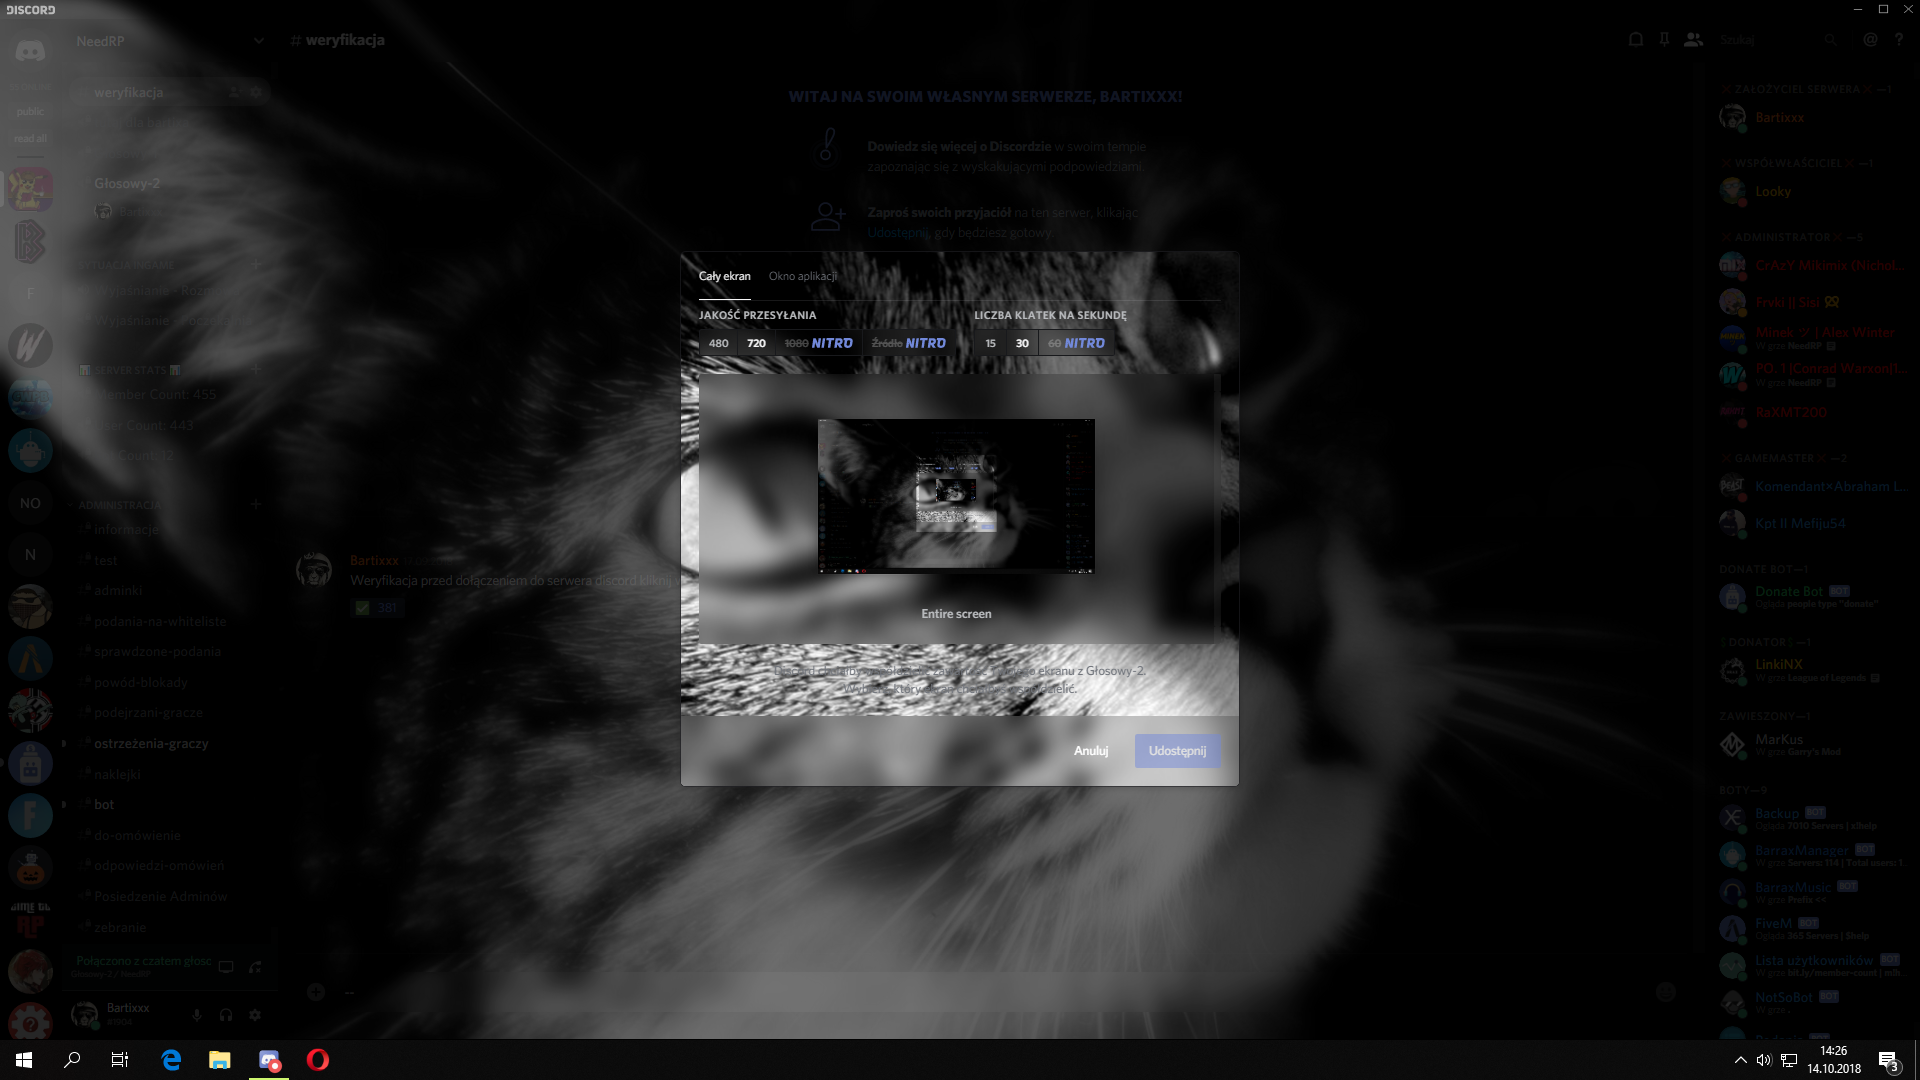 DISCORD
NeedRP
# weryfikacja
Szukaj
weryfikacja
public
read all
Głosowy-2
F
SERVER STATS
Member Count: 455
User Count: 443
Count: 12
NO
ADMINISTRACJA
informacje
N
test
adminki
podania-na-whiteliste
sprawdzone-podania
powód-blokady
podejrzani-gracze
ostrzeżenia-graczy
naklejki
bot
do-omówienie
odpowiedzi-omówień
Posiedzenie Adminów
zebranie
Połączono z czatem głosc
Głosowy-2 / NeedRP
Bartixxx
WITAJ NA SWOIM WŁASNYM SERWERZE, BARTIXXX!
Dowiedz się więcej o Discordzie w swoim tempie
zapoznając się z wyskakującymi podpowiedziami.
Zaproś swoich przyjaciół na ten serwer, klikając
Udostępnij, gdy będziesz gotowy.
Bartixxx
Weryfikacja przed dołączeniem do serwera discord kliknij w
381
Cały ekran Okno aplikacji
JAKOŚĆ PRZESYŁANIA LICZBA KLATEK NA SEKUNDĘ
480 720 1080 NITRO Źródło NITRO 15 30 60 NITRO
Entire screen
ekranu z Głosowy-2.
Anuluj Udostępnij
ZAŁOŻYCIEL SERWERA —1
Bartixxx
WSPÓŁWŁAŚCICIEL —1
Looky
ADMINISTRATOR —5
CrAzY Mikimix (Nichol...
Frvki || Sisi
Minek :/ | Alex Winter
W grze NeedRP
PO. 1 |Conrad Warxon|1...
W grze NeedRP
RaXMT200
GAMEMASTER —2
Komendant×Abraham L...
Kpt || Mefiju54
DONATE BOT—1
Donate Bot BOT
Ogląda people type "donate"
DONATOR —1
LinkiNX
W grze League of Legends
ZAWIESZONY—1
MarKus
W grze Garry's Mod
BOTY—9
Backup BOT
Ogląda 7010 Servers | x!help
BarraxManager BOT
W grze Servers: 114 | Total users: 1
BarraxMusic BOT
W grze Prefix <<
FiveM BOT
Ogląda 365 Servers | $help
Lista użytkowników BOT
W grze bit.ly/member-count | m!h...
NotSoBot BOT
W grze .
14:26
14.10.2018
3